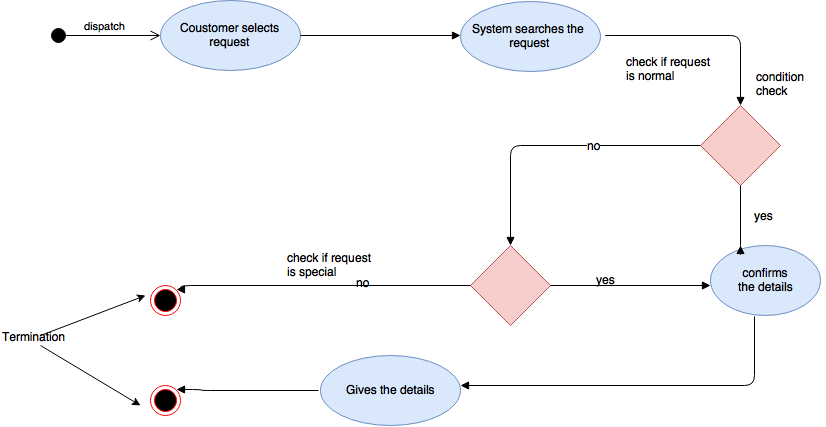 dispatch
Coustomer selects
request
System searches the
request
check if request
is normal
condition
check
no
yes
check if request
is special
no
yes
confirms
the details
Termination
Gives the details